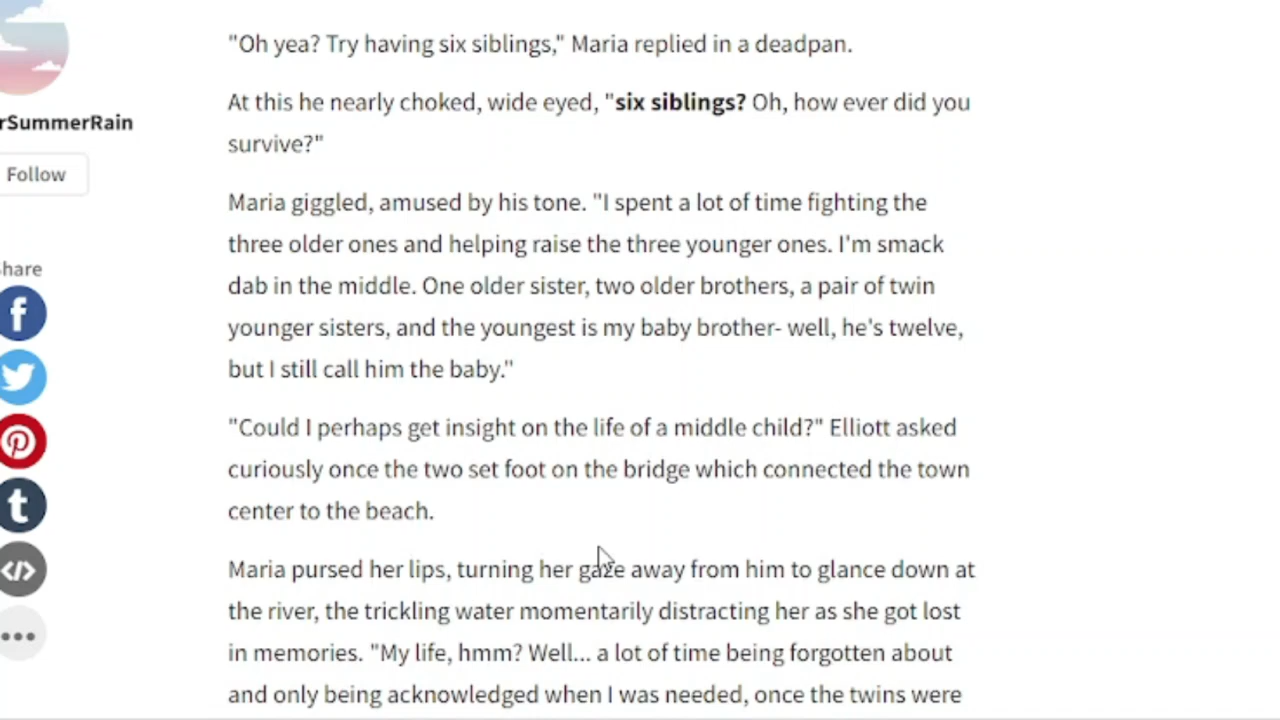 "Oh yea? Try having six siblings," Maria replied in a deadpan.
At this he nearly choked, wide eyed, "six siblings? Oh, how ever did you
survive?"
rSummerRain
Follow
Maria giggled, amused by his tone. "I spent a lot of time fighting the
three older ones and helping raise the three younger ones. I'm smack
dab in the middle. One older sister, two older brothers, a pair of twin
younger sisters, and the youngest is my baby brother- well, he's twelve,
but I still call him the baby."
hare
"Could I perhaps get insight on the life of a middle child?" Elliott asked
curiously once the two set foot on the bridge which connected the town
center to the beach.
Maria pursed her lips, turning her gaze away from him to glance down at
the river, the trickling water momentarily distracting her as she got lost
in memories. "My life, hmm? Well... a lot of time being forgotten about
and only being acknowledged when I was needed, once the twins were